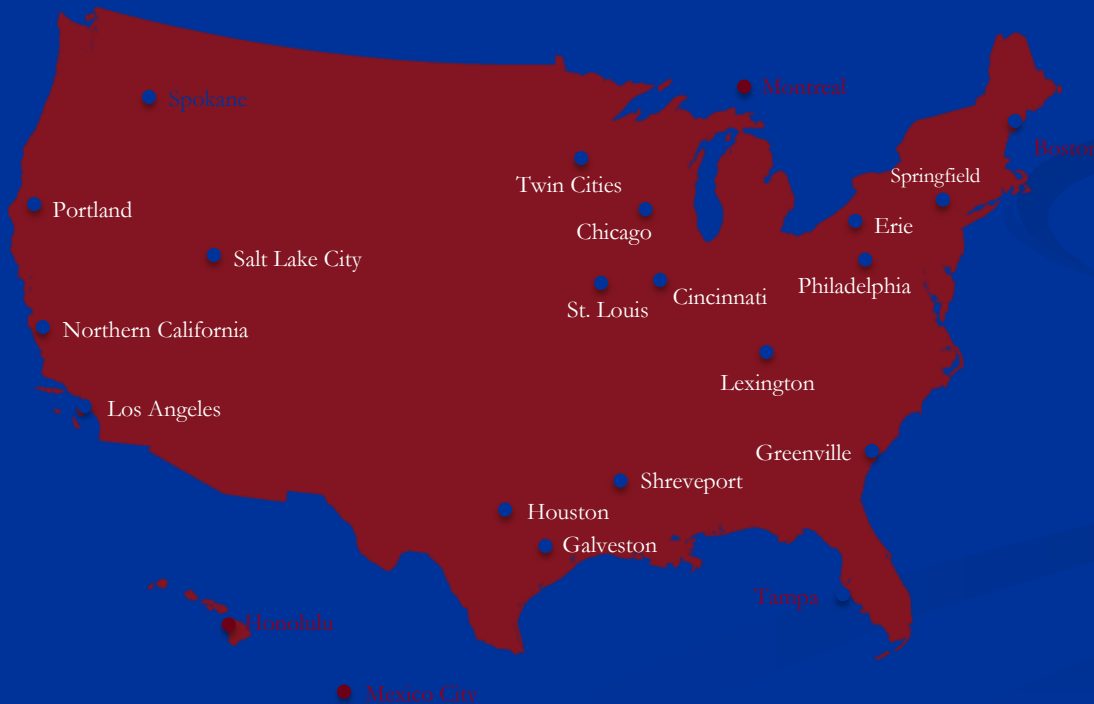 Montreal
Spokane
Boston
Springfield
Twin Cities
Portland
Erie
Chicago
Salt Lake City
Philadelphia
Cincinnati
St. Louis
Northern California
Lexington
Los Angeles
Greenville
Shreveport
Houston
Galveston
Tampa
Honolulu
Mexico City